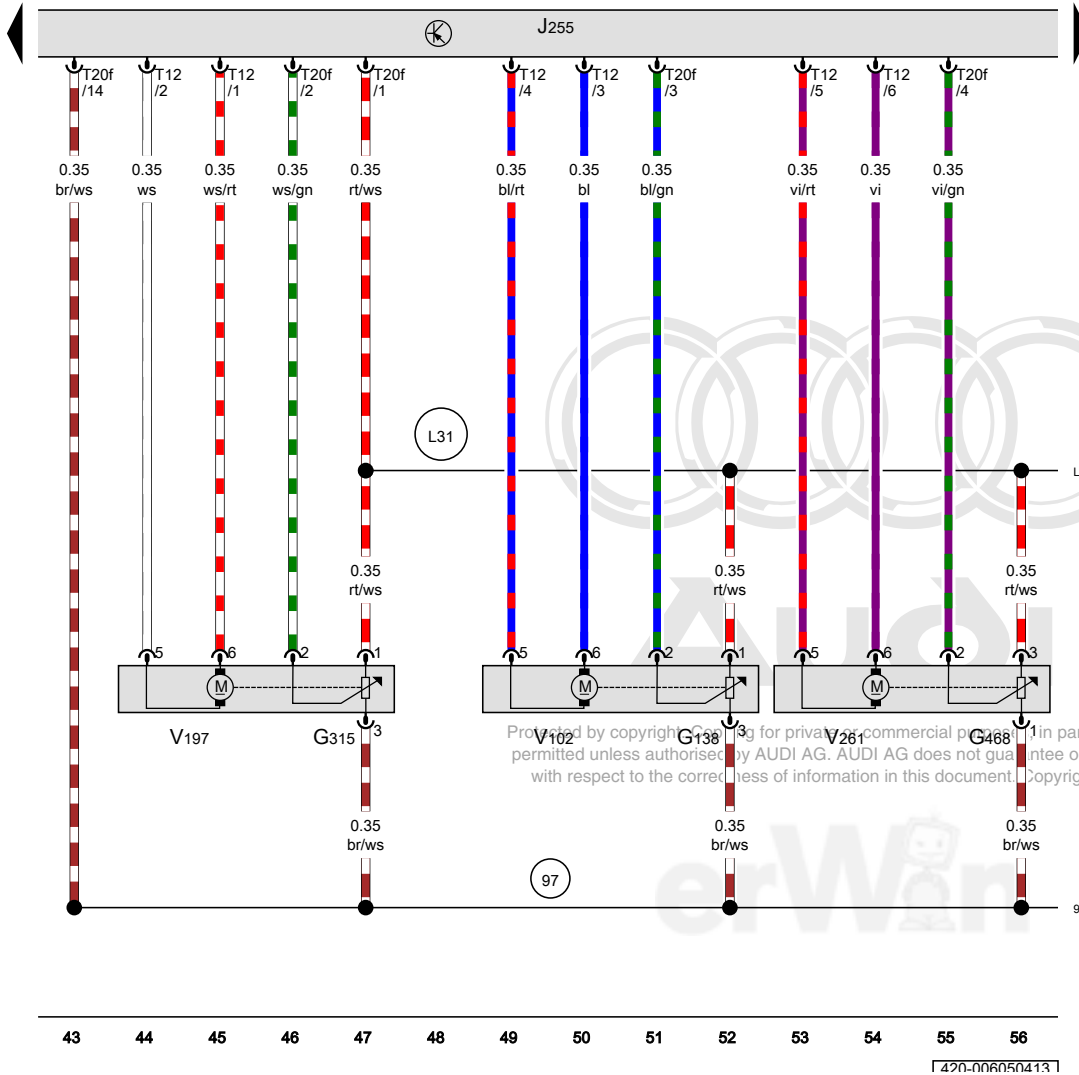 J255
T20f T12 T12 T20f T20f T12 T12 T20f T12 T12 T20f
/14 /2 /1 /2 /1 /4 /3 /3 /5 /6 /4
0.35 0.35 0.35 0.35 0.35 0.35 0.35 0.35 0.35 0.35 0.35
br/ws ws ws/rt ws/gn rt/ws bl/rt bl bl/gn vi/rt vi vi/gn
L31
L
0.35 0.35 0.35
rt/ws rt/ws rt/ws
AUDI
5 6 2 1 5 6 2 1 5 6 2 3
M M M
V197 G315 3 V102 G138 3 V261 G468 1
Protected by copyright. Copying for private or commercial purposes, in par
permitted unless authorised by AUDI AG. AUDI AG does not guarantee o
with respect to the correctness of information in this document. Copyrig
0.35 0.35 0.35
br/ws br/ws br/ws
erWin
97
9
43 44 45 46 47 48 49 50 51 52 53 54 55 56
420-006050413